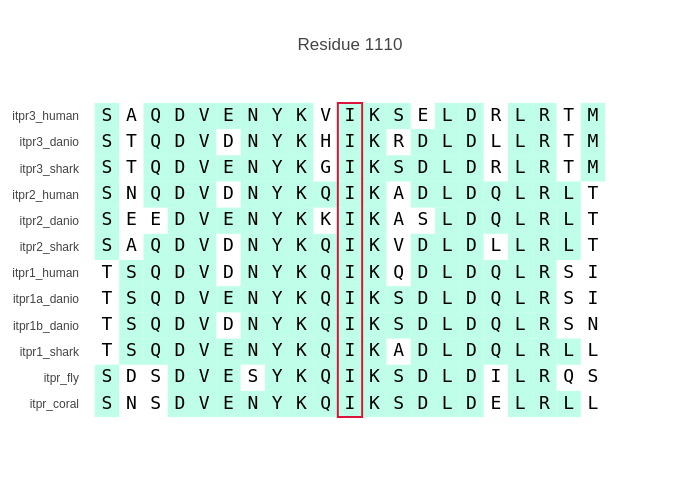 Residue 1110
itpr3_human S A Q D V E N Y K V I K S E L D R L R T M
itpr3_danio S T Q D V D N Y K H I K R D L D L L R T M
itpr3_shark S T Q D V E N Y K G I K S D L D R L R T M
itpr2_human S N Q D V D N Y K Q I K A D L D Q L R L T
itpr2_danio S E E D V E N Y K K I K A S L D Q L R L T
itpr2_shark S A Q D V D N Y K Q I K V D L D L L R L T
itpr1_human T S Q D V D N Y K Q I K Q D L D Q L R S I
itpr1a_danio T S Q D V E N Y K Q I K S D L D Q L R S I
itpr1b_danio T S Q D V D N Y K Q I K S D L D Q L R S N
itpr1_shark T S Q D V E N Y K Q I K A D L D Q L R L L
itpr_fly S D S D V E S Y K Q I K S D L D I L R Q S
itpr_coral S N S D V E N Y K Q I K S D L D E L R L L